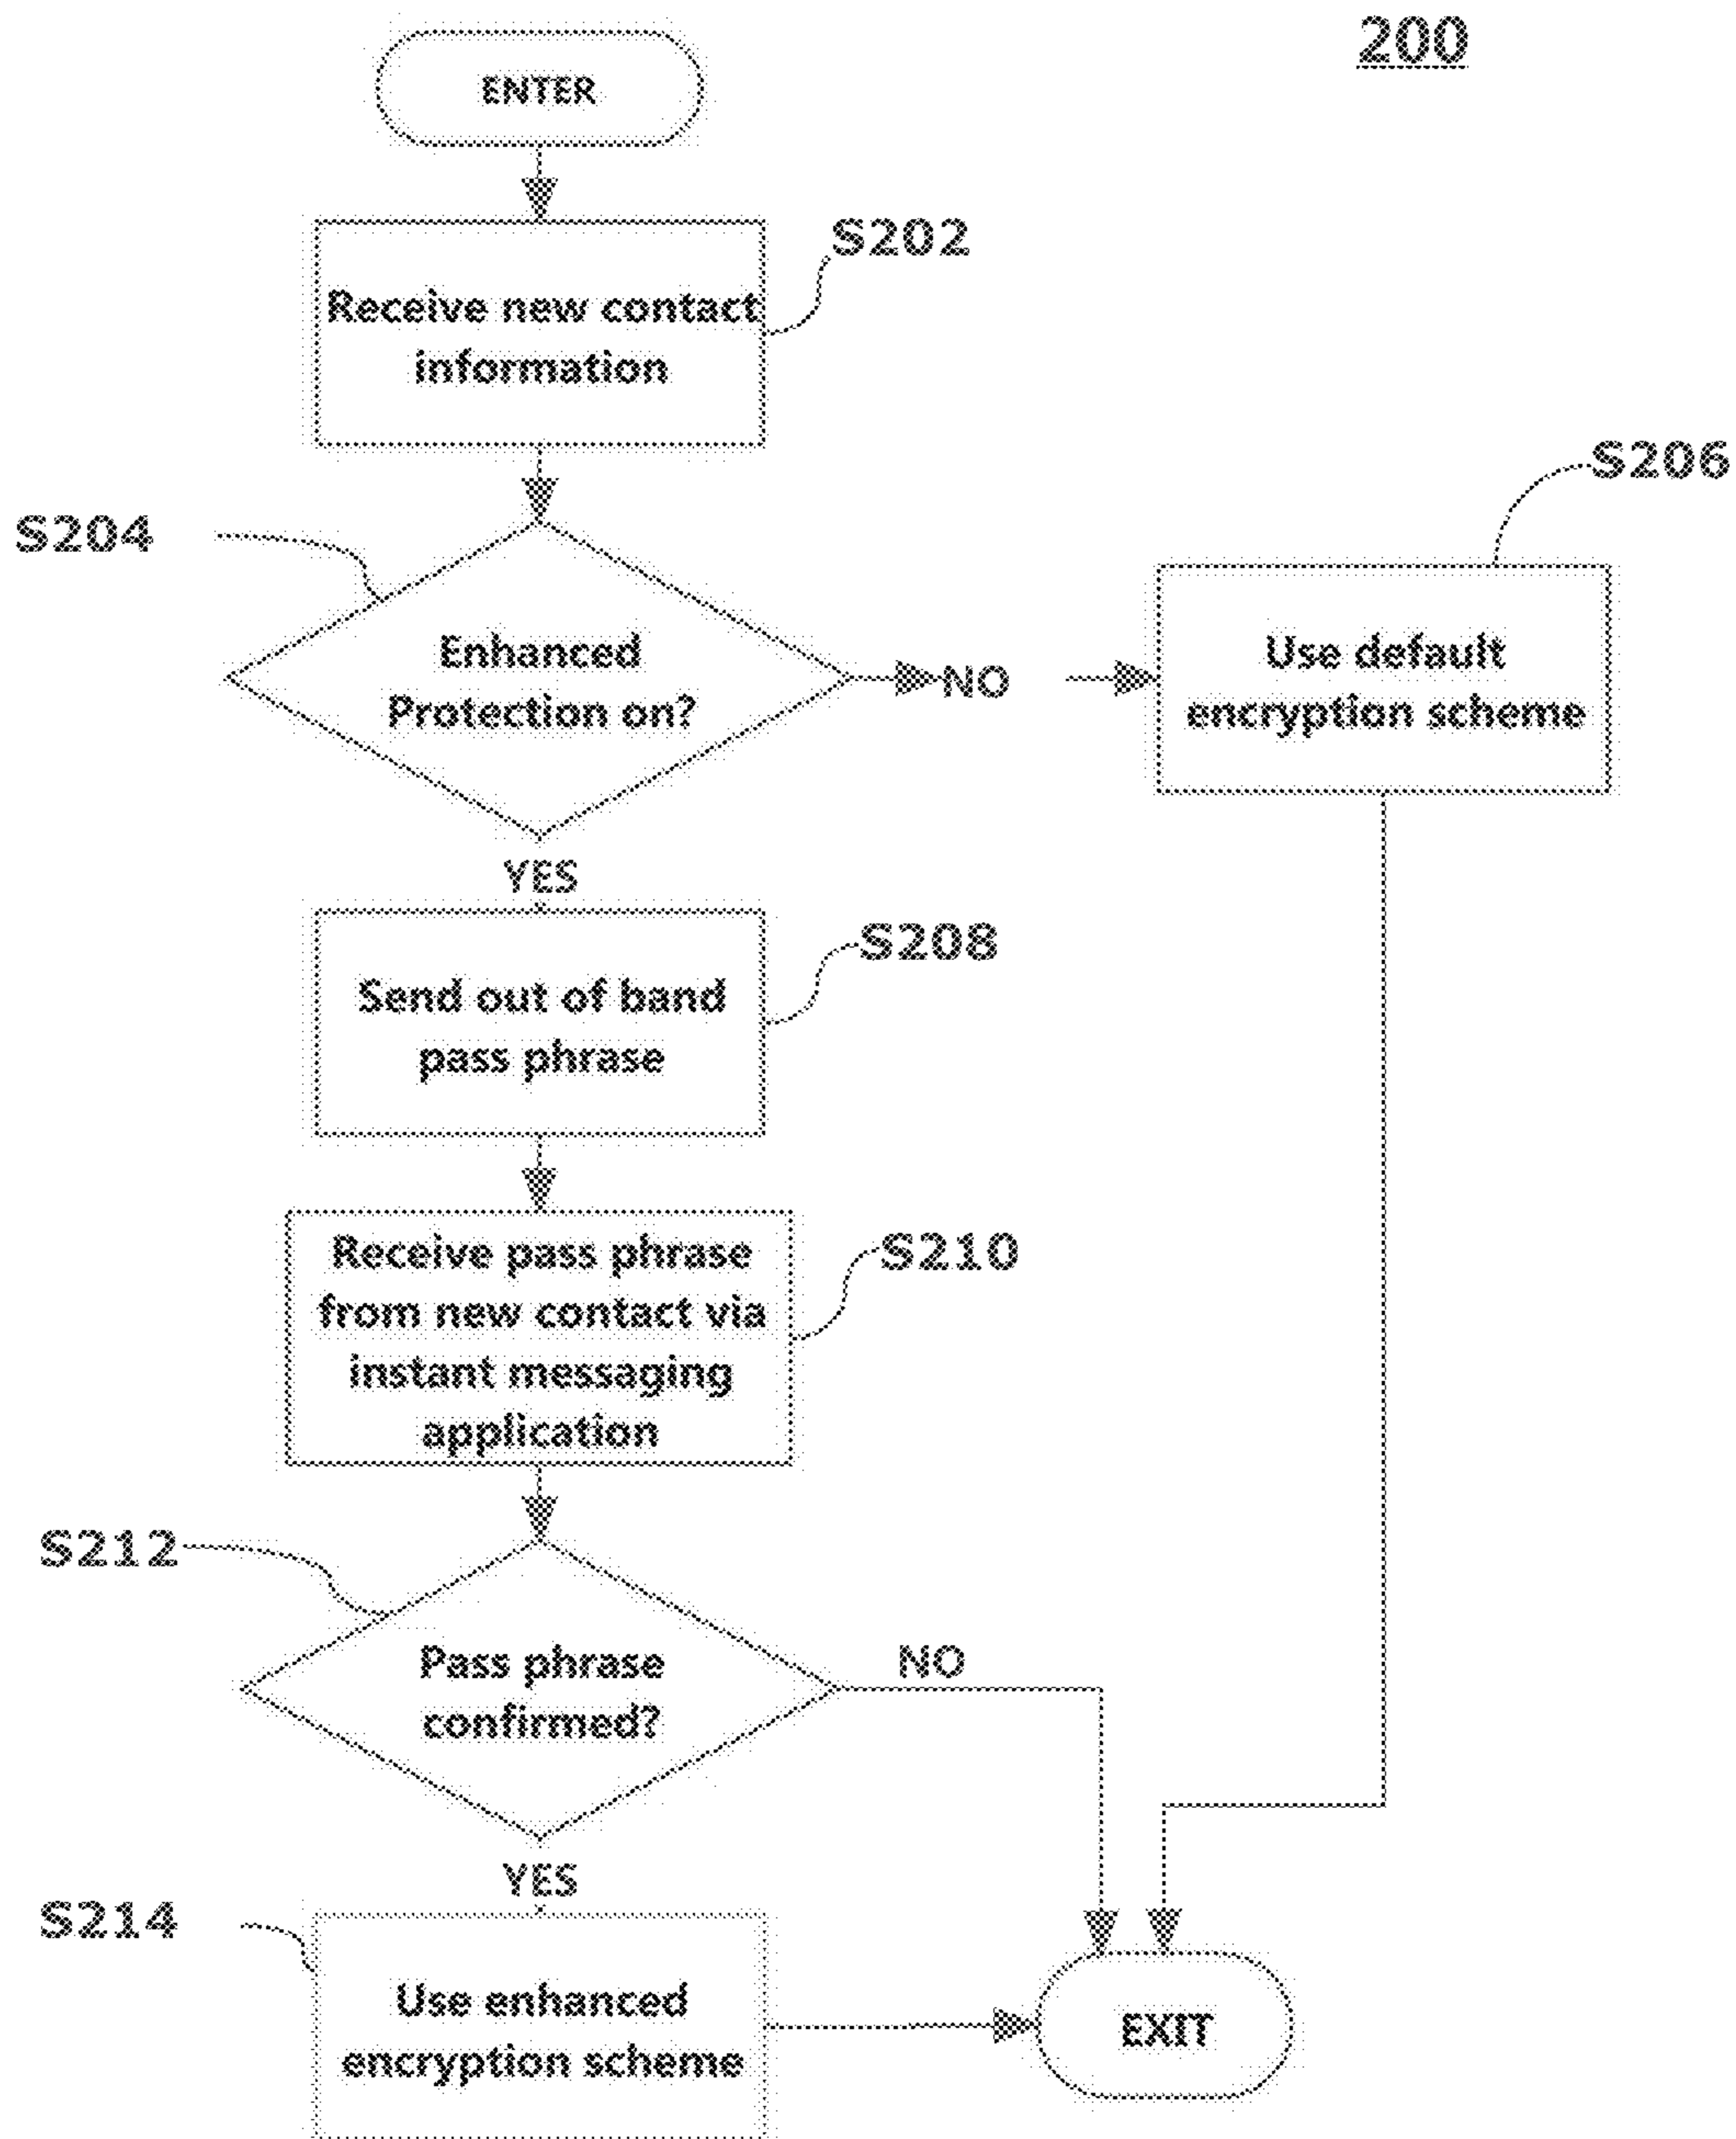 200
ENTER
S202
Receive new contact
information
S204
Enhanced
Protection on?
NO
S206
Use default
encryption scheme
YES
S208
Send out of band
pass phrase
S210
Receive pass phrase
from new contact via
instant messaging
application
S212
Pass phrase
confirmed?
NO
YES
S214
Use enhanced
encryption scheme
EXIT